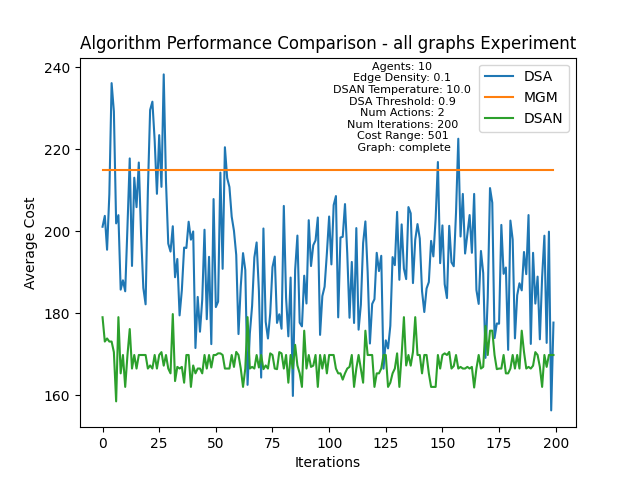 Algorithm Performance Comparison - all graphs Experiment
Agents: 10
Edge Density: 0.1
DSAN Temperature: 10.0
DSA Threshold: 0.9
Num Actions: 2
Num Iterations: 200
Cost Range: 501
Graph: complete
DSA
MGM
DSAN
Average Cost
240
220
200
180
160
0 25 50 75 100 125 150 175 200
Iterations